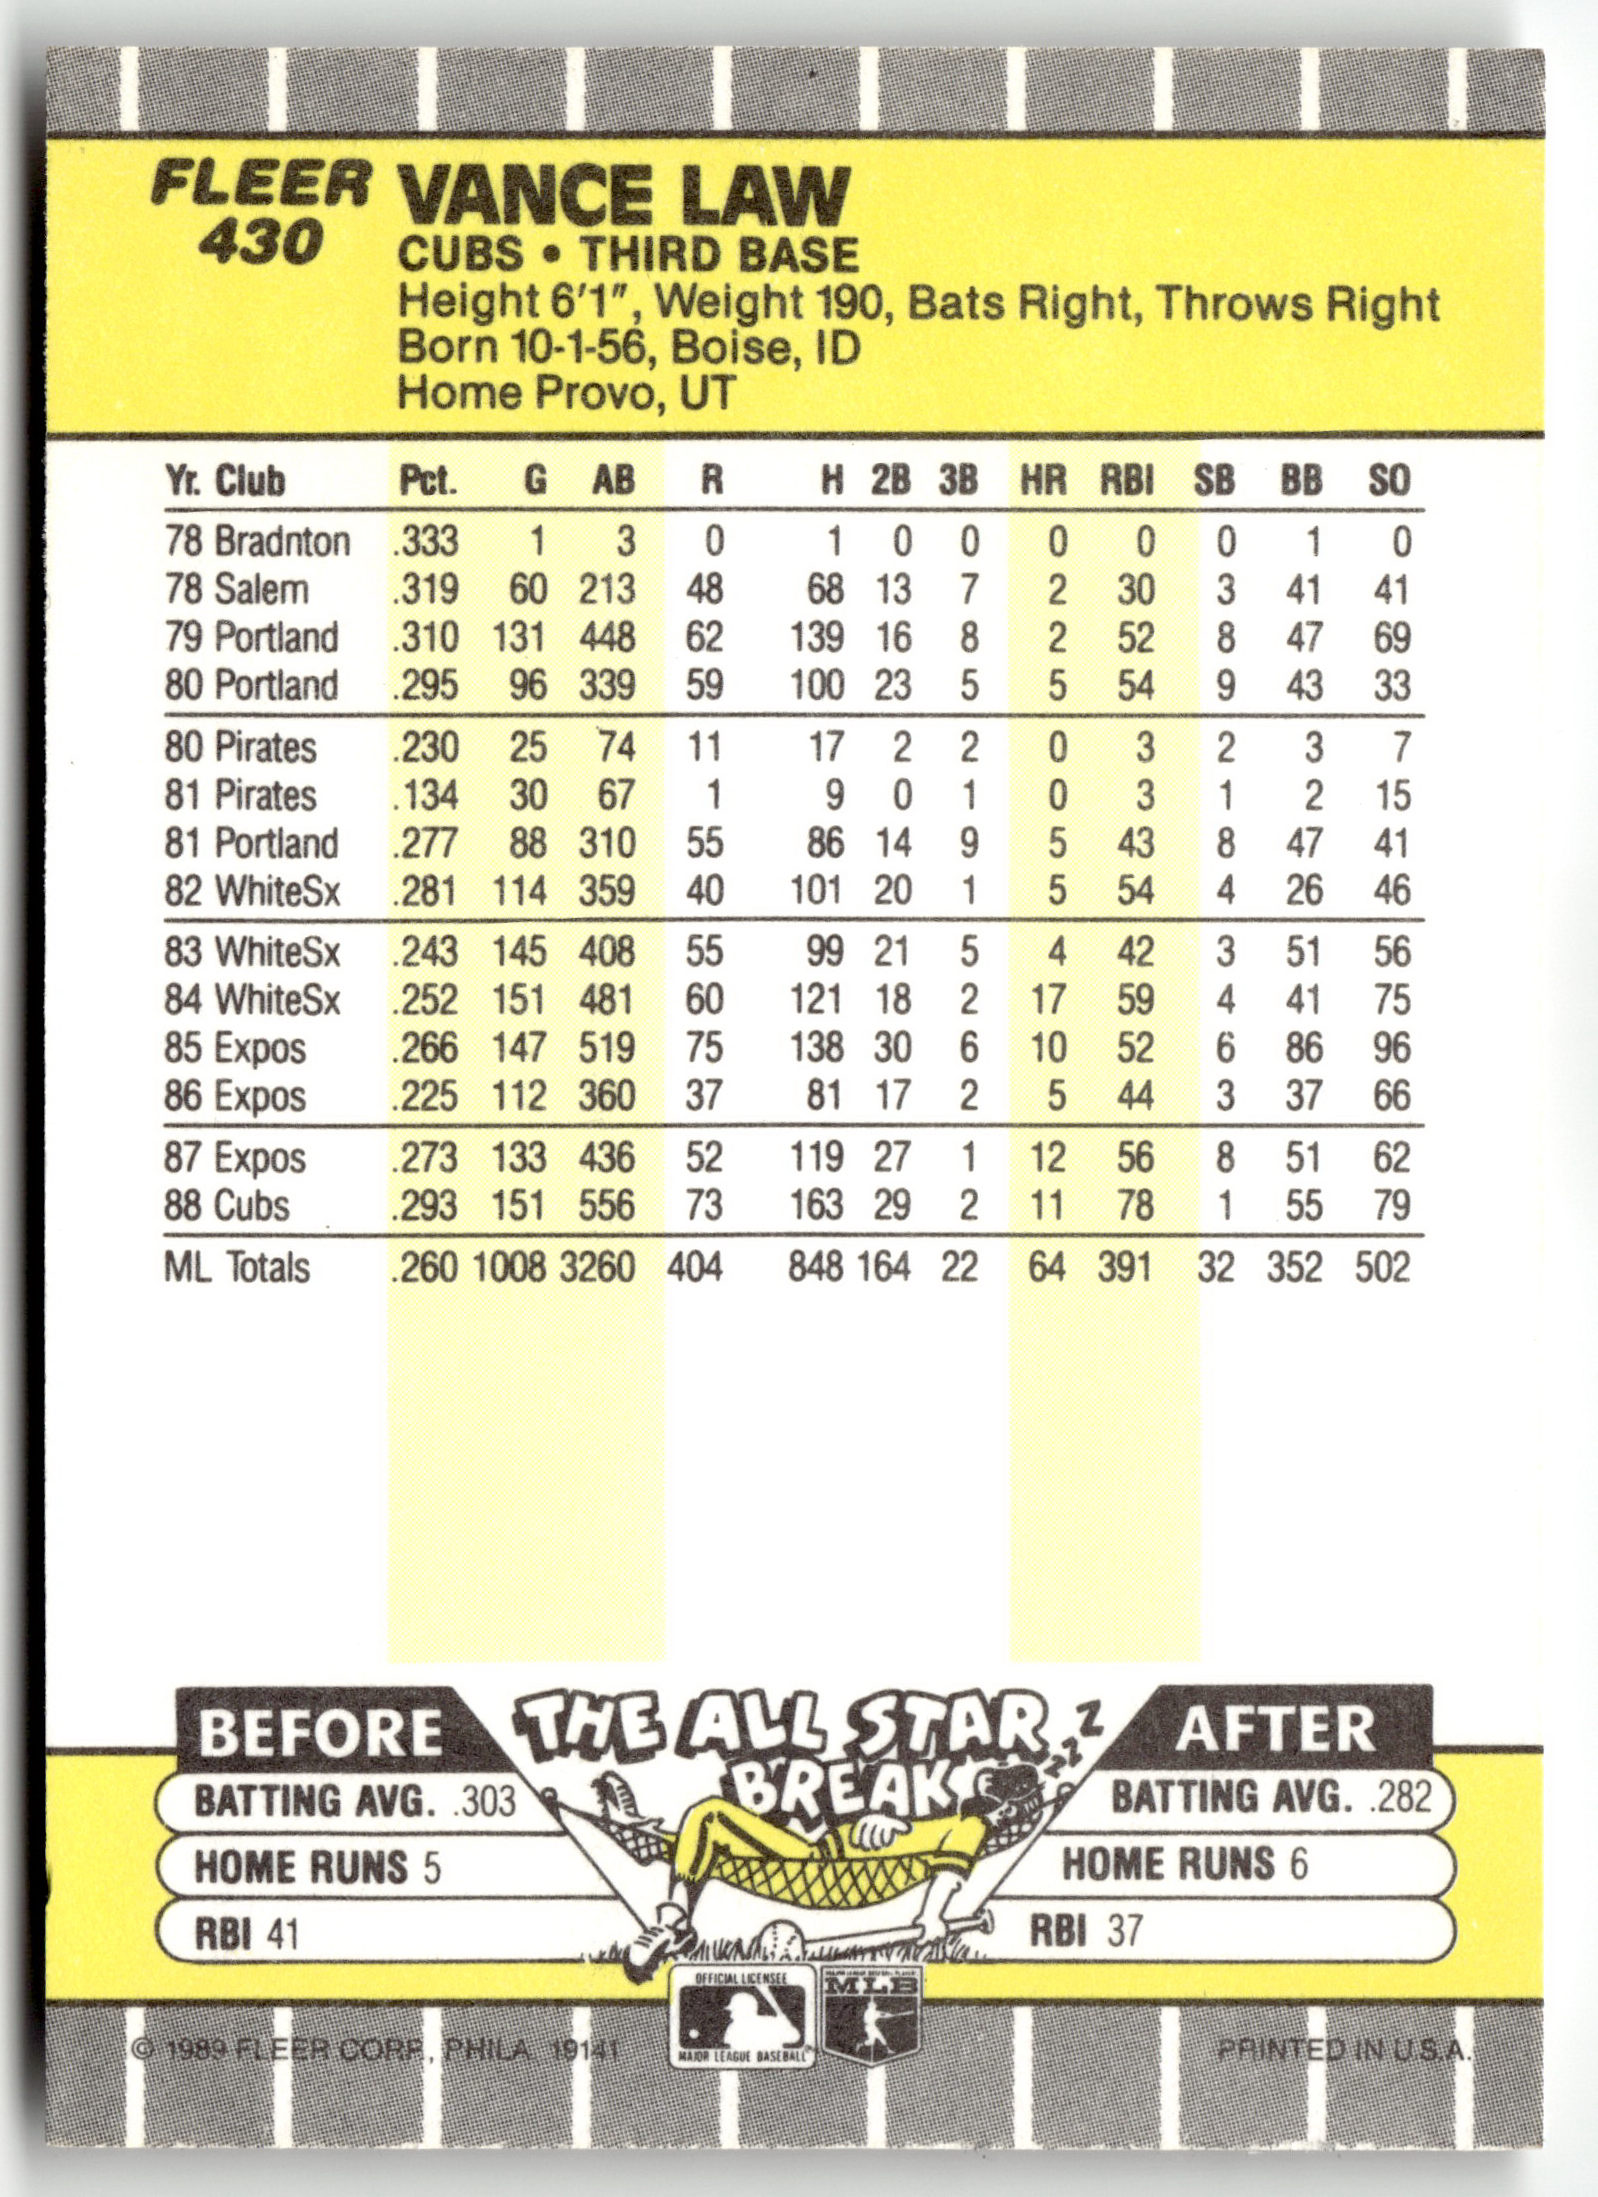 FLEER
430
VANCE LAW
CUBS • THIRD BASE
Height 6'1", Weight 190, Bats Right, Throws Right
Born 10-1-56, Boise, ID
Home Provo, UT
Yr. Club Pct. G AB R H 2B 3B HR RBI SB BB SO
78 Bradnton .333 1 3 0 1 0 0 0 0 0 1 0
78 Salem .319 60 213 48 68 13 7 2 30 3 41 41
79 Portland .310 131 448 62 139 16 8 2 52 8 47 69
80 Portland .295 96 339 59 100 23 5 5 54 9 43 33
80 Pirates .230 25 74 11 17 2 2 0 3 2 3 7
81 Pirates .134 30 67 1 9 0 1 0 3 1 2 15
81 Portland .277 88 310 55 86 14 9 5 43 8 47 41
82 WhiteSx .281 114 359 40 101 20 1 5 54 4 26 46
83 WhiteSx .243 145 408 55 99 21 5 4 42 3 51 56
84 WhiteSx .252 151 481 60 121 18 2 17 59 4 41 75
85 Expos .266 147 519 75 138 30 6 10 52 6 86 96
86 Expos .225 112 360 37 81 17 2 5 44 3 37 66
87 Expos .273 133 436 52 119 27 1 12 56 8 51 62
88 Cubs .293 151 556 73 163 29 2 11 78 1 55 79
ML Totals .260 1008 3260 404 848 164 22 64 391 32 352 502
THE ALL STAR
BREAK
zzzZ
BEFORE
BATTING AVG. .303
HOME RUNS 5
RBI 41
AFTER
BATTING AVG. .282
HOME RUNS 6
RBI 37
OFFICIAL LICENSEE
MAJOR LEAGUE BASEBALL
MLB
© 1989 FLEER CORP., PHILA. 19141
PRINTED IN U.S.A.